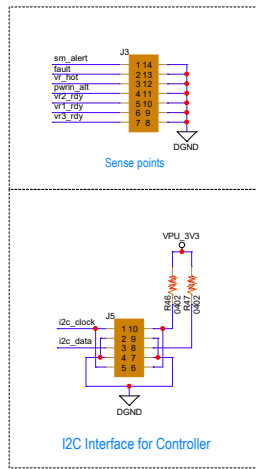 J3
sm_alert
fault
vr_hot
pwrin_alt
vr2_rdy
vr1_rdy
vr3_rdy
1 14
2 13
3 12
4 11
5 10
6 9
7 8
DGND
Sense points
VPU_3V3
R46
0402
R47
0402
J5
i2c_clock
i2c_data
1 10
2 9
3 8
4 7
5 6
DGND
I2C Interface for Controller